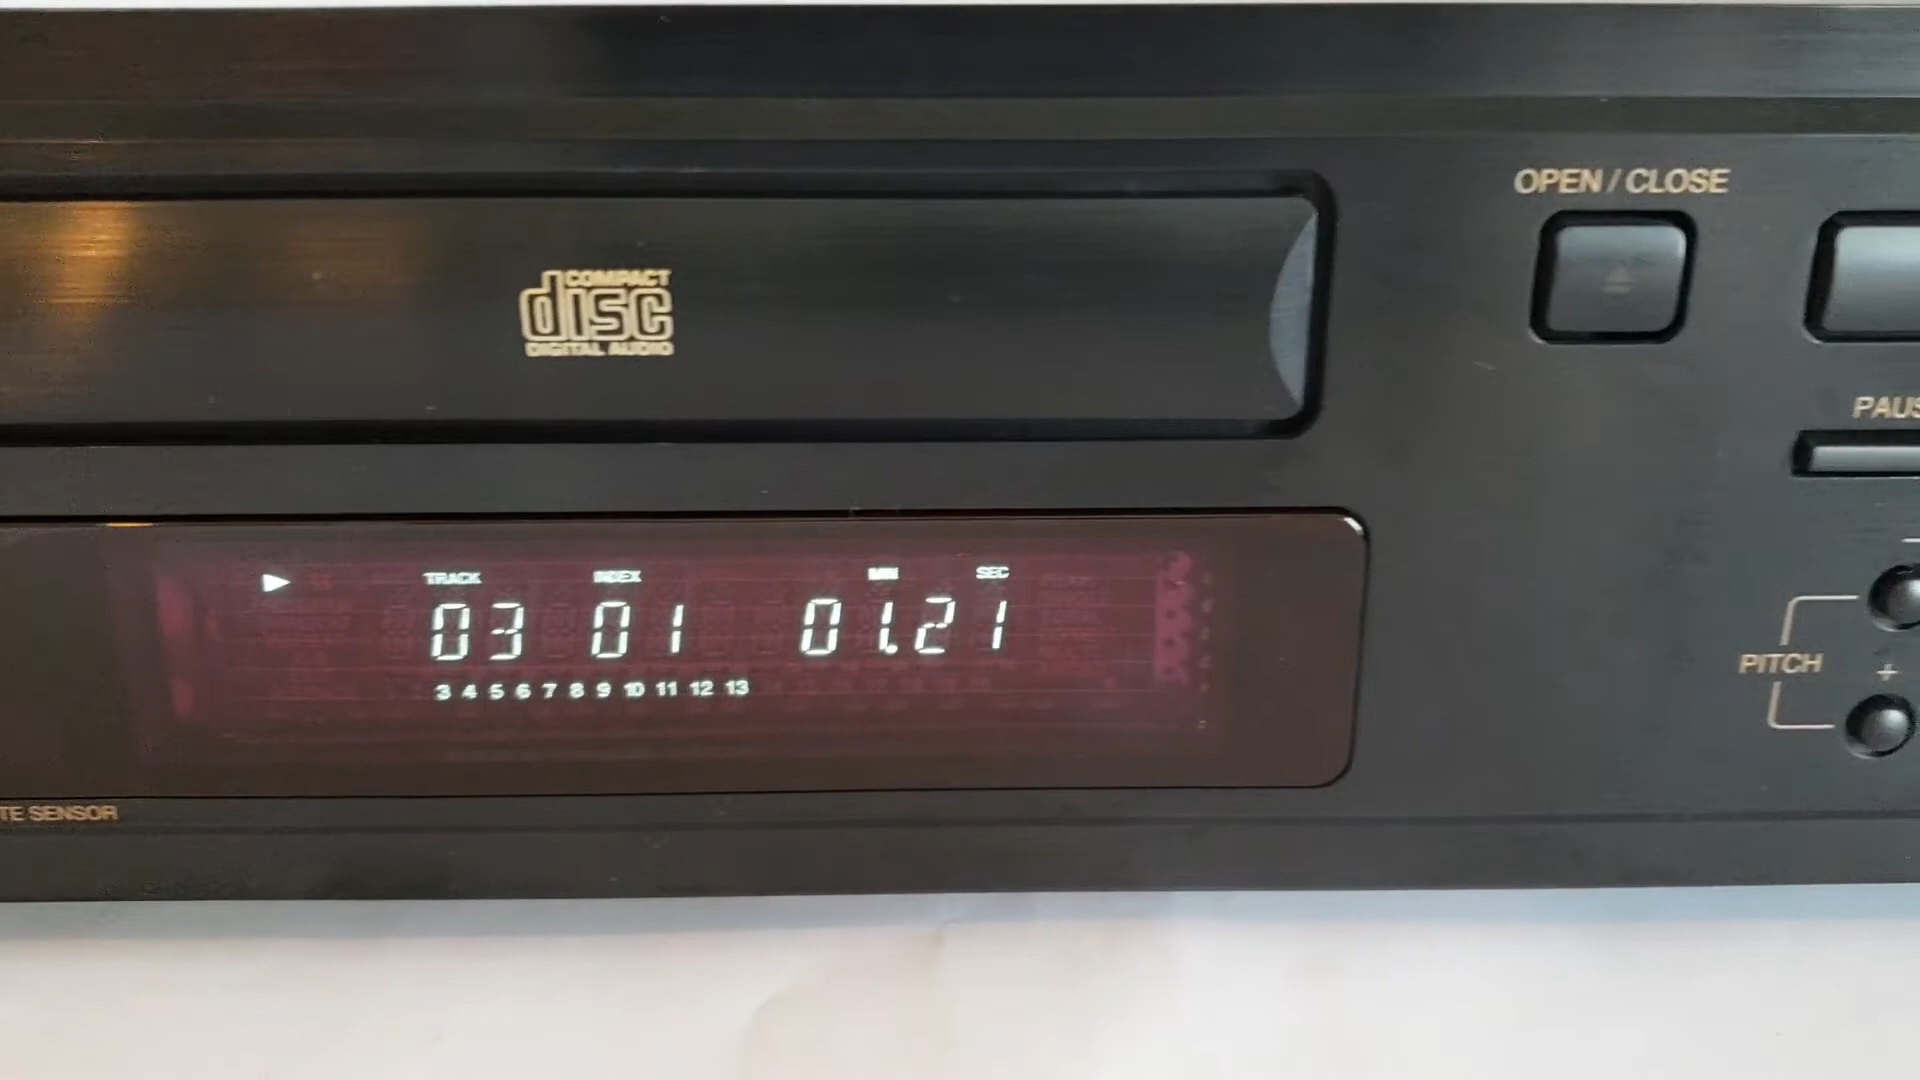 COMPACT
disc
DIGITAL AUDIO
OPEN / CLOSE
TRACK INDEX MIN SEC
03 01 01.21
3 4 5 6 7 8 9 10 11 12 13
PAUS
PITCH
+
TE SENSOR